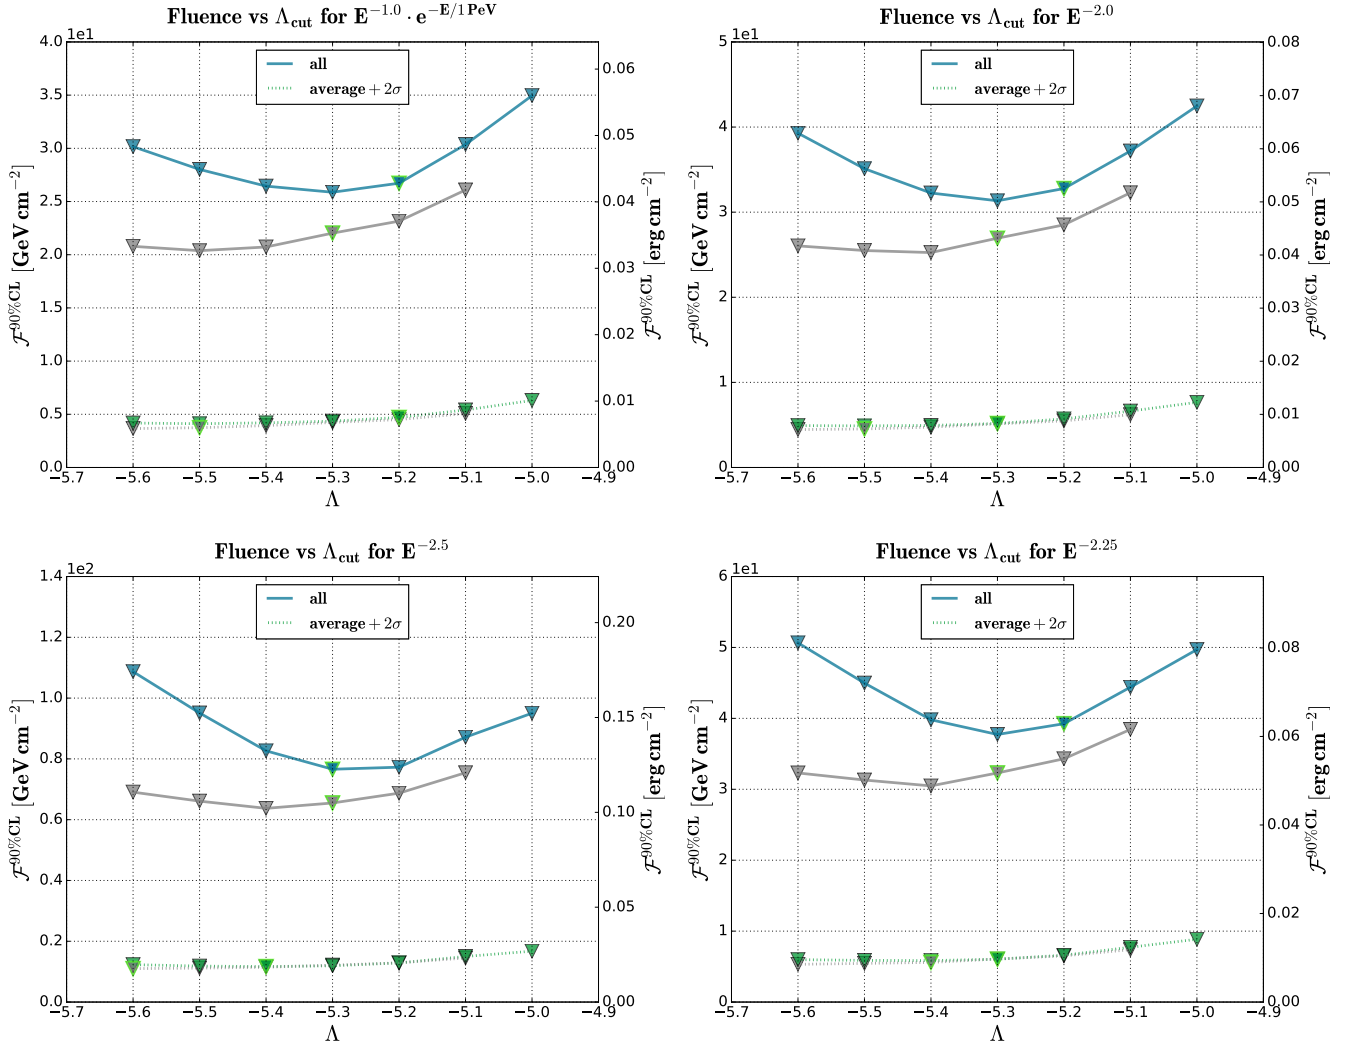 Fluence vs Λcut for E−1.0 · e−E/1 PeV
1e1
all
average + 2σ
4.0
3.5
3.0
2.5
2.0
1.5
1.0
0.5
0.0
0.06
0.05
0.04
0.03
0.02
0.01
0.00
ℱ90%CL [GeV cm−2]
ℱ90%CL [erg cm−2]
−5.7 −5.6 −5.5 −5.4 −5.3 −5.2 −5.1 −5.0 −4.9
Λ
Fluence vs Λcut for E−2.0
1e1
all
average + 2σ
5
4
3
2
1
0
0.08
0.07
0.06
0.05
0.04
0.03
0.02
0.01
0.00
ℱ90%CL [GeV cm−2]
ℱ90%CL [erg cm−2]
−5.7 −5.6 −5.5 −5.4 −5.3 −5.2 −5.1 −5.0 −4.9
Λ
Fluence vs Λcut for E−2.5
1e2
all
average + 2σ
1.4
1.2
1.0
0.8
0.6
0.4
0.2
0.0
0.20
0.15
0.10
0.05
0.00
ℱ90%CL [GeV cm−2]
ℱ90%CL [erg cm−2]
−5.7 −5.6 −5.5 −5.4 −5.3 −5.2 −5.1 −5.0 −4.9
Λ
Fluence vs Λcut for E−2.25
1e1
all
average + 2σ
6
5
4
3
2
1
0
0.08
0.06
0.04
0.02
0.00
ℱ90%CL [GeV cm−2]
ℱ90%CL [erg cm−2]
−5.7 −5.6 −5.5 −5.4 −5.3 −5.2 −5.1 −5.0 −4.9
Λ